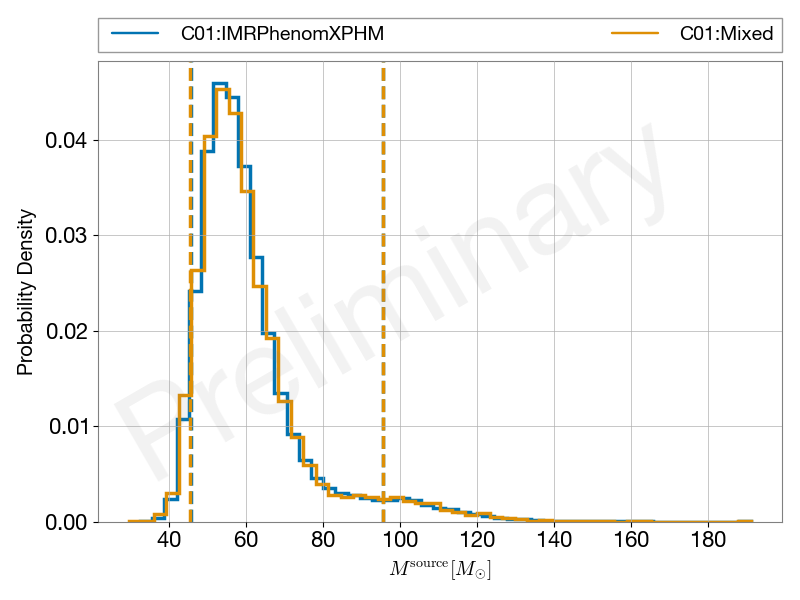 C01:IMRPhenomXPHM C01:Mixed
Preliminary
Probability Density
0.04
0.03
0.02
0.01
0.00
40 60 80 100 120 140 160 180
M^source[M_⊙]